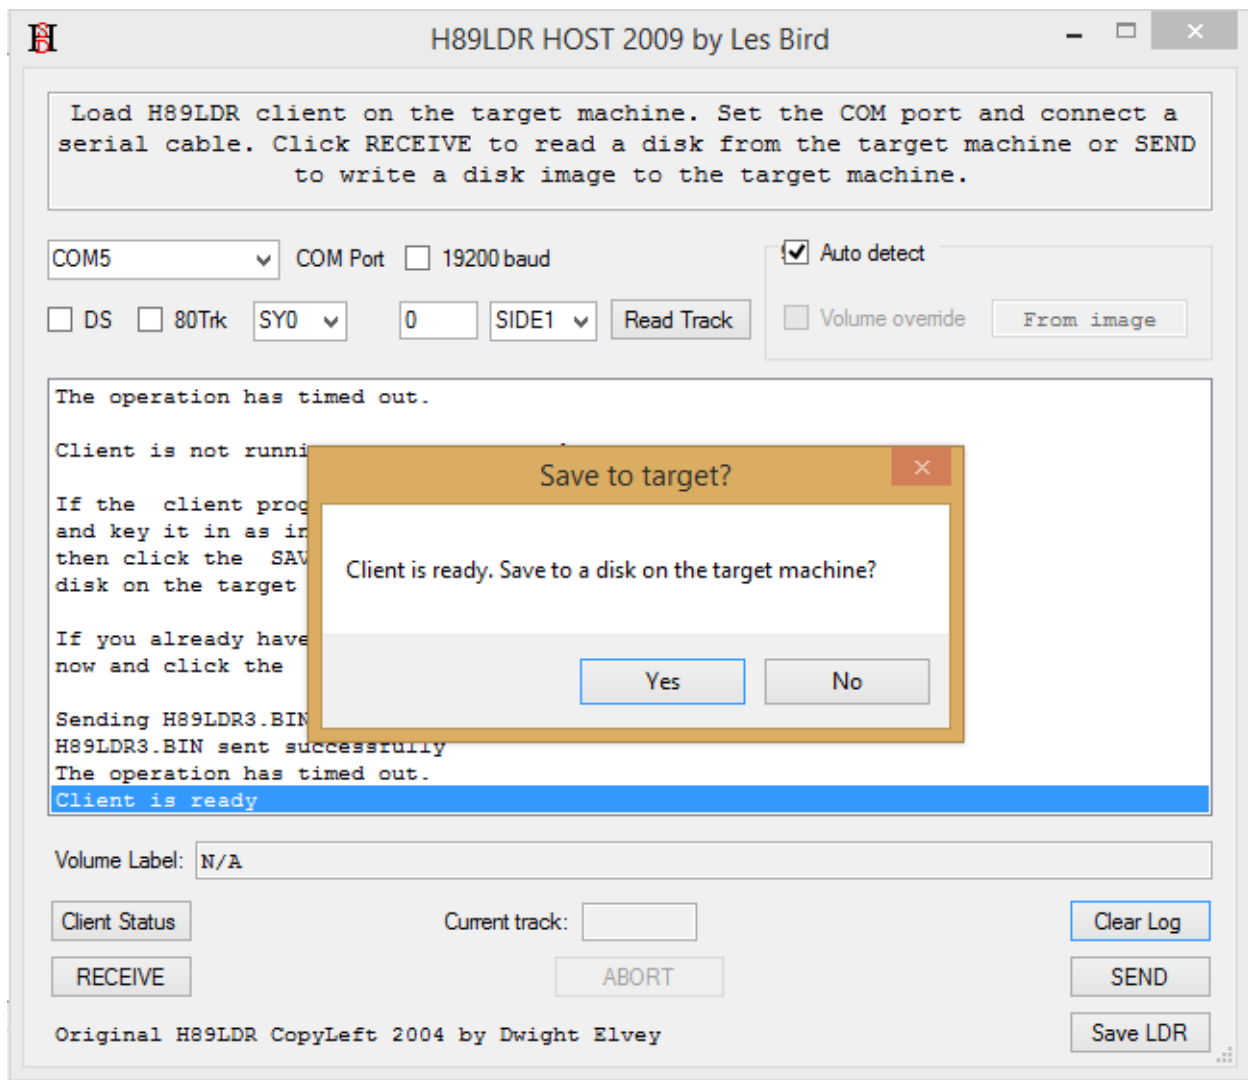 H89LDR HOST 2009 by Les Bird
Load H89LDR client on the target machine. Set the COM port and connect a
serial cable. Click RECEIVE to read a disk from the target machine or SEND
to write a disk image to the target machine.
COM5 COM Port 19200 baud Auto detect
DS 80Trk SY0 0 SIDE1 Read Track Volume override From image
The operation has timed out.
Client is not
If the client
and key it in as
then click the
disk on the target
If you already have
now and click the
Sending H89LDR3.BIN
H89LDR3.BIN sent successfully
The operation has timed out.
Client is ready
Save to target?
Client is ready. Save to a disk on the target machine?
Yes No
Volume Label: N/A
Client Status Current track: Clear Log
RECEIVE ABORT SEND
Original H89LDR CopyLeft 2004 by Dwight Elvey Save LDR